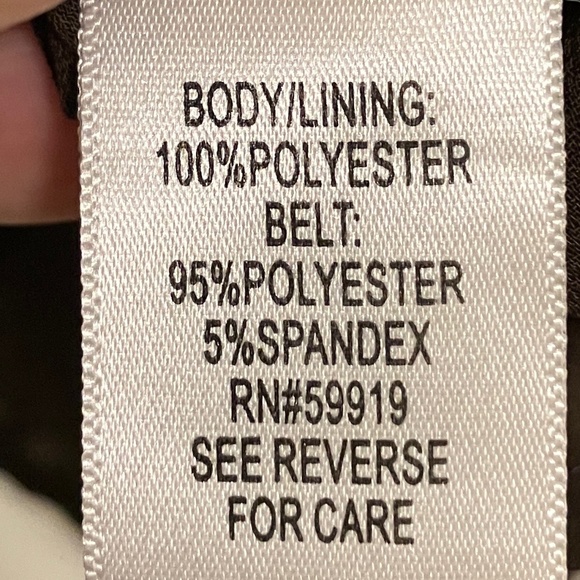 BODY/LINING:
100%POLYESTER
BELT:
95%POLYESTER
5%SPANDEX
RN#59919
SEE REVERSE
FOR CARE